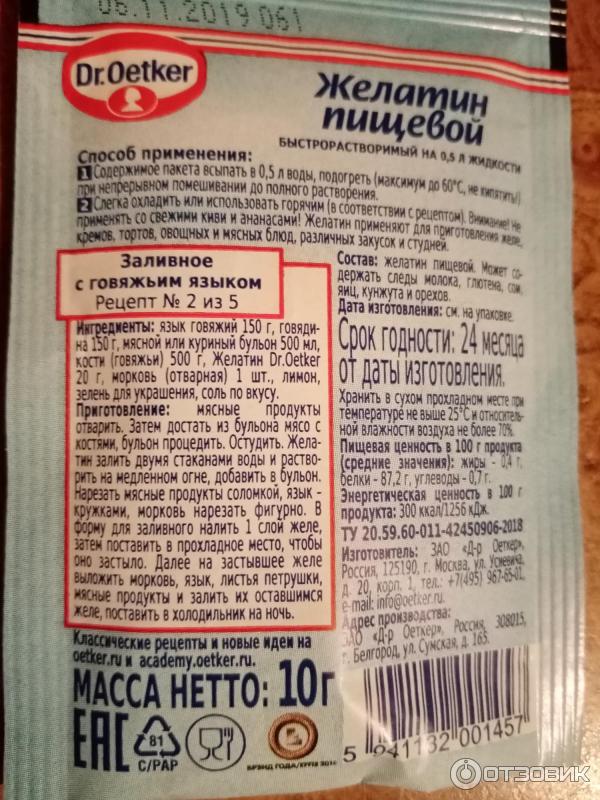 06.11.2019 061
Dr.Oetker
Желатин
пищевой
БЫСТРОРАСТВОРИМЫЙ НА 0,5 Л ЖИДКОСТИ
Способ применения:
1 Содержимое пакета всыпать в 0,5 л воды, подогреть (максимум до 60°С, не кипятить!)
при непрерывном помешивании до полного растворения.
2 Слегка охладить или использовать горячим (в соответствии с рецептом). Внимание! Не
применять со свежими киви и ананасами! Желатин применяют для приготовления желе,
кремов, тортов, овощных и мясных блюд, различных закусок и студней.
Заливное
с говяжьим языком
Рецепт № 2 из 5
Ингредиенты: язык говяжий 150 г, говяди-
на 150 г, мясной или куриный бульон 500 мл,
кости (говяжьи) 500 г, Желатин Dr.Oetker
20 г, морковь (отварная) 1 шт., лимон,
зелень для украшения, соль по вкусу.
Приготовление: мясные продукты
отварить. Затем достать из бульона мясо с
костями, бульон процедить. Остудить. Жела-
тин залить двумя стаканами воды и раство-
рить на медленном огне, добавить в бульон.
Нарезать мясные продукты соломкой, язык -
кружками, морковь нарезать фигурно. В
форму для заливного налить 1 слой желе,
затем поставить в прохладное место, чтобы
оно застыло. Далее на застывшее желе
выложить морковь, язык, листья петрушки,
мясные продукты и залить их оставшимся
желе, поставить в холодильник на ночь.
Классические рецепты и новые идеи на
oetker.ru и academy.oetker.ru.
МАССА НЕТТО: 10 г
EAC
81
C/PAP
БРЭНД ГОДА/EFFIE
Состав: желатин пищевой. Может со-
держать следы молока, глютена, сои,
яиц, кунжута и орехов.
Дата изготовления: см. на упаковке.
Срок годности: 24 месяца
от даты изготовления.
Хранить в сухом прохладном месте при
температуре не выше 25°С и относитель-
ной влажности воздуха не более 70%.
Пищевая ценность в 100 г продукта
(средние значения): жиры - 0,4 г,
белки - 87,2 г, углеводы - 0,7 г.
Энергетическая ценность в 100 г
продукта: 300 ккал/1256 кДж.
ТУ 20.59.60-011-42450906-2018
Изготовитель: ЗАО «Д-р Оеткер»,
Россия, 125190, г. Москва, ул. Усиевича,
д. 20, корп. 1, тел.: +7(495) 967-65-01,
e-mail: info@oetker.ru.
Адрес производства:
ЗАО «Д-р Оеткер», Россия, 308015,
г. Белгород, ул. Сумская, д. 165.
5 941132 001457
ОТЗОВИК